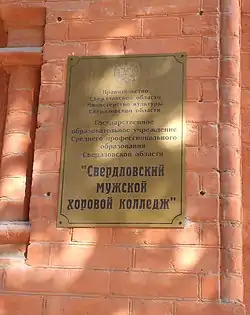 Правительство
Свердловской области
Министерство культуры
Свердловской области
Государственное
образовательное учреждение
Среднего профессионального
образования
Свердловской области
"Свердловский
мужской
хоровой колледж"